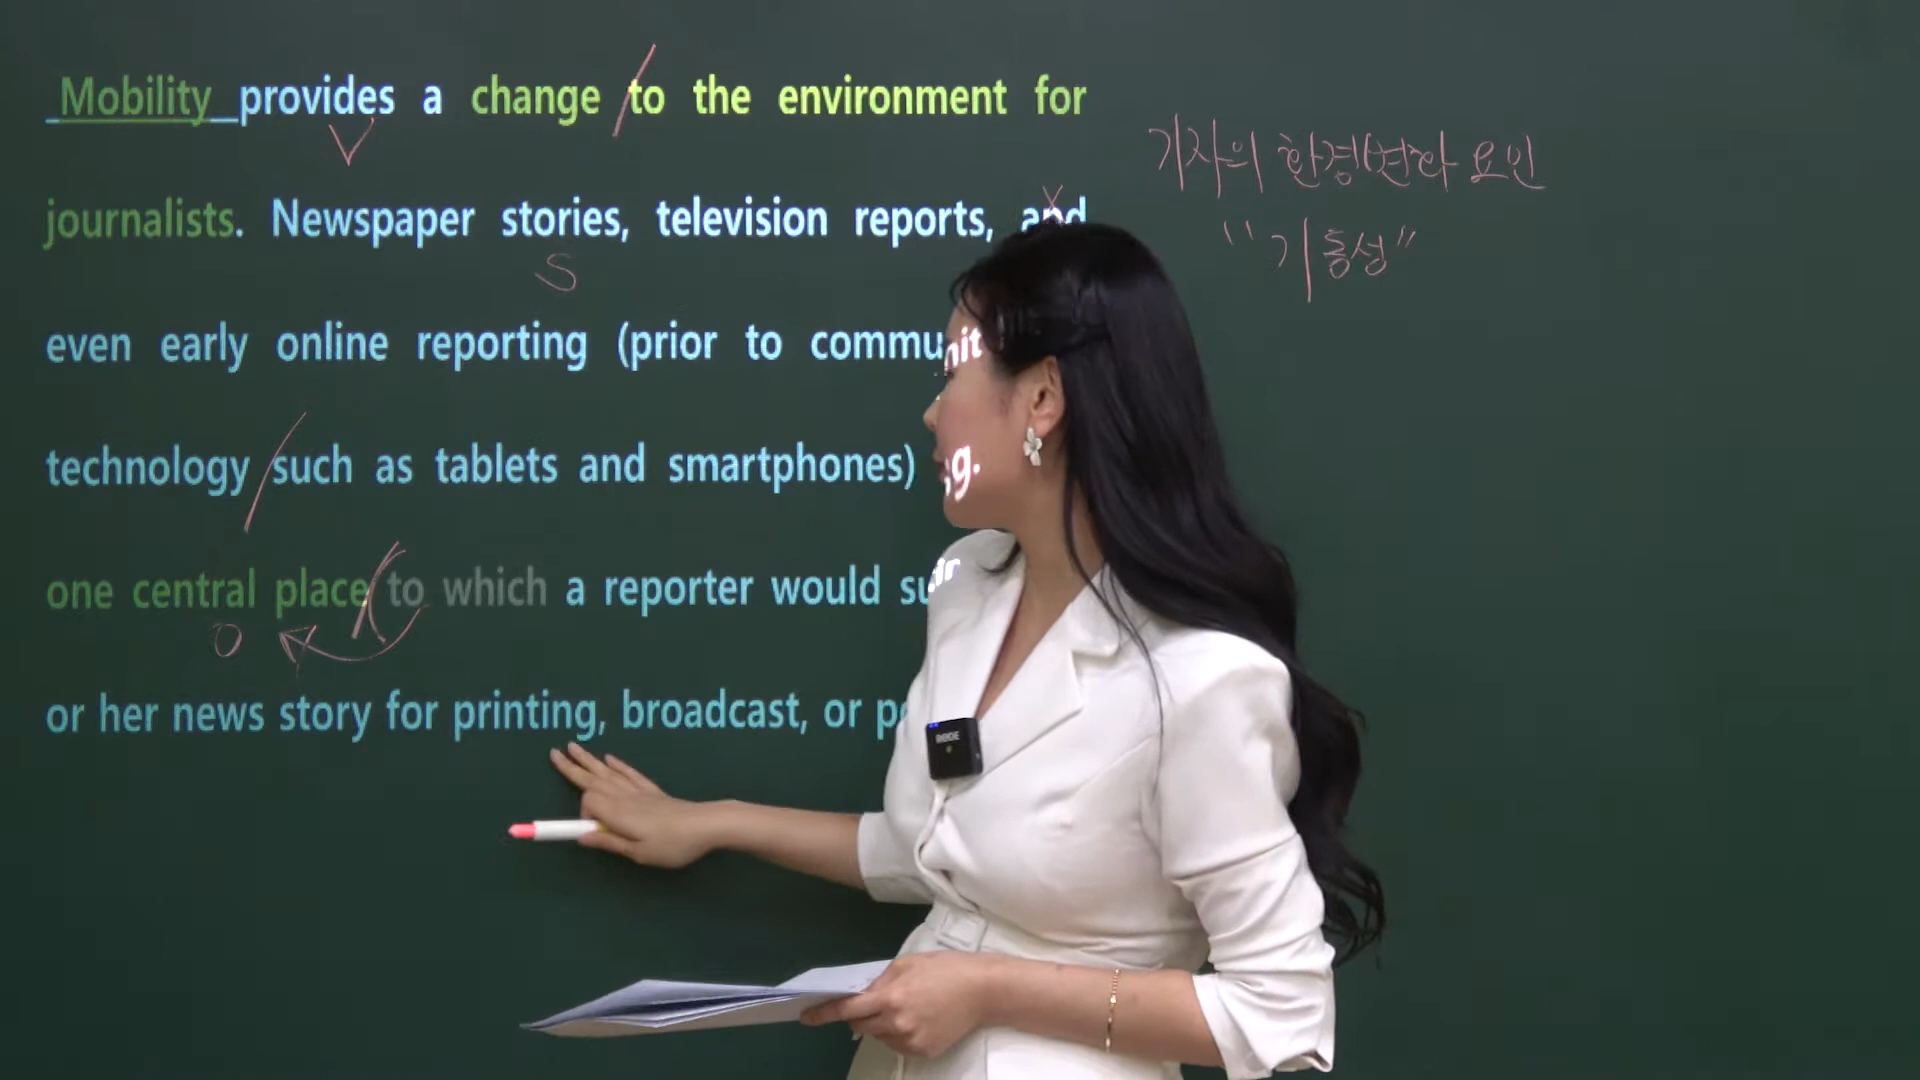 Mobility provides a change to the environment for
journalists. Newspaper stories, television reports, and
even early online reporting (prior to
technology such as tablets and smartphones)
one central place to which a reporter would
or her news story for printing, broadcast, or
기자의 환경변화 요인
"기동성"
V
S
O
RODE